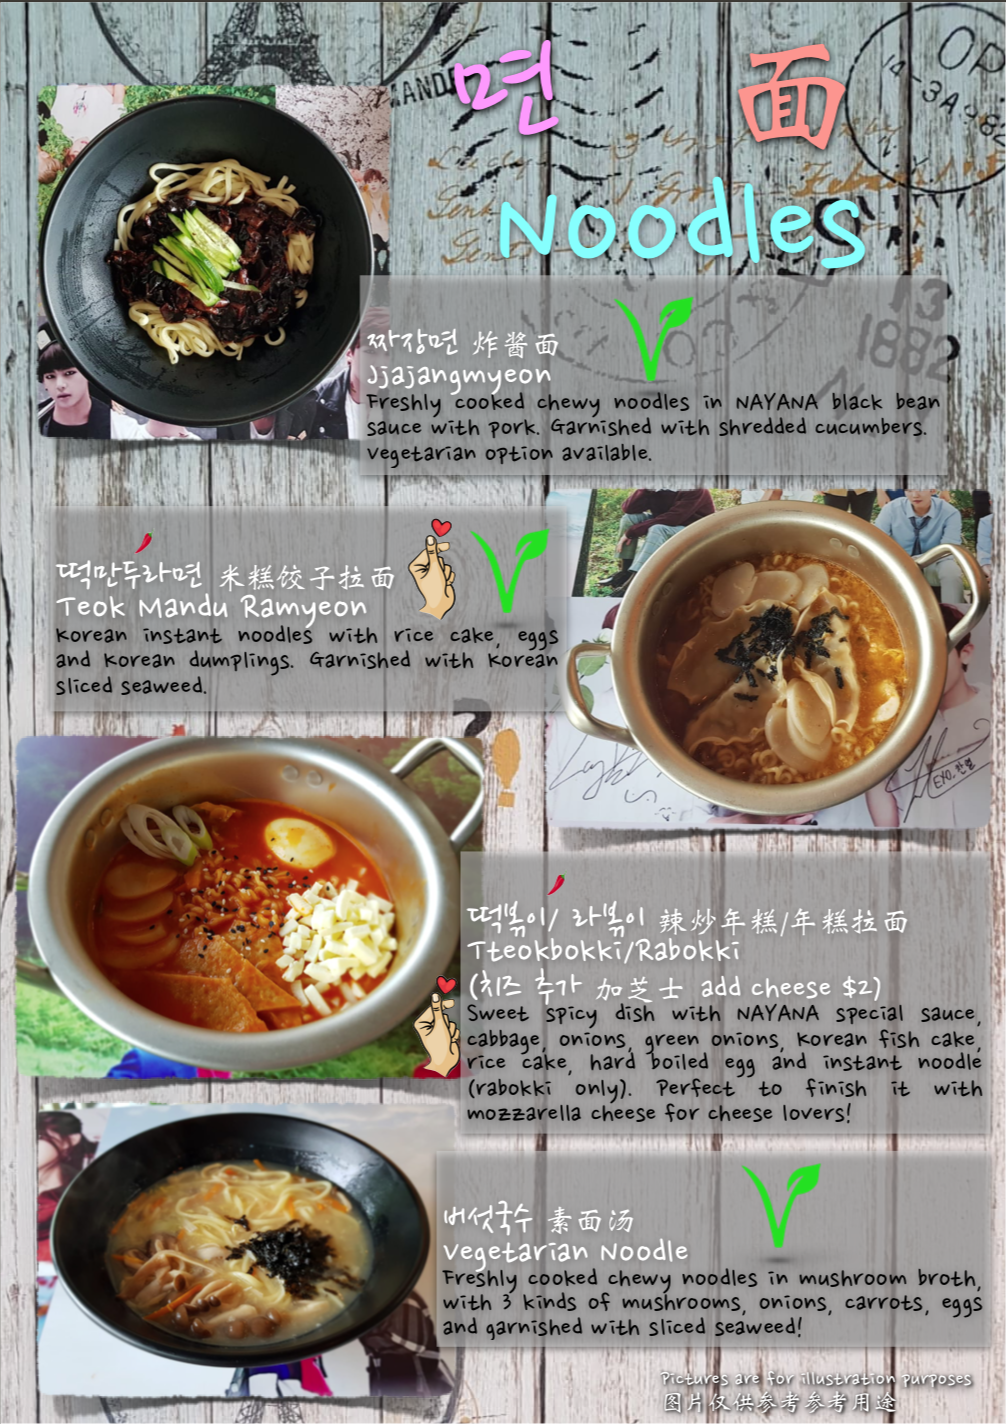 면 面
Noodles
짜장면 炸酱面
Jjajangmyeon
Freshly cooked chewy noodles in NAYANA black bean
sauce with pork. Garnished with shredded cucumbers.
Vegetarian option available.
떡만두라면 米糕饺子拉面
Teok Mandu Ramyeon
Korean instant noodles with rice cake, eggs
and Korean dumplings. Garnished with Korean
sliced seaweed.
떡볶이/ 라볶이 辣炒年糕/年糕拉面
Tteokbokki/Rabokki
(치즈 추가 加芝士 add cheese $2)
Sweet spicy dish with NAYANA special sauce,
cabbage, onions, green onions, Korean fish cake,
rice cake, hard boiled egg and instant noodle
(rabokki only). Perfect to finish it with
mozzarella cheese for cheese lovers!
버섯국수 素面汤
Vegetarian Noodle
Freshly cooked chewy noodles in mushroom broth,
with 3 kinds of mushrooms, onions, carrots, eggs
and garnished with sliced seaweed!
Pictures are for illustration purposes
图片仅供参考参考用途
13
1882
EXO, 찬열